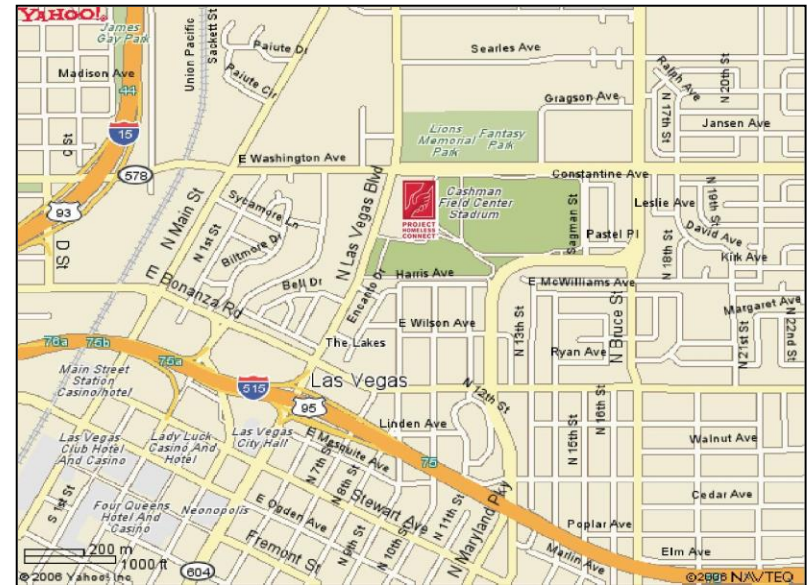 YAHOO!
James
Gay Park
Madison Ave
44
15
D St
578
93
D St
Union Pacific
Sackett St
Paiute Dr
Paiute Cir
Searles Ave
Gragson Ave
Ralph Ave
N 17th St
N 20th St
Jansen Ave
Lions
Memorial
Park
Fantasy
Park
E Washington Ave
Constantine Ave
N Main St
N 1st St
Sycamore Ln
Biltmore Dr
Bell Dr
N Las Vegas Blvd
PROJECT
HOMELESS
CONNECT
Cashman
Field Center
Stadium
Sagman St
Pastel Pl
Leslie Ave
N 19th St
David Ave
Kirk Ave
N 18th St
E Bonanza Rd
Encanto Dr
Harris Ave
E McWilliams Ave
Margaret Ave
E Wilson Ave
N 13th St
N Bruce St
Ryan Ave
N 21st St
N 22nd St
The Lakes
76a
75b
75a
Main Street
Station
Casino/hotel
515
Las Vegas
95
N 12th St
Linden Ave
Las Vegas
Club Hotel
And Casino
Lady Luck
Casino And
Hotel
Las Vegas
City Hall
E Mesquite Ave
75
N 15th St
N 16th St
Walnut Ave
N 7th St
N 8th St
Stewart Ave
S 1st St
Four Queens
Hotel And
Casino
Neonopolis
E Ogden Ave
Fremont St
N 9th St
N 10th St
N 11th St
N Maryland Pky
Cedar Ave
Poplar Ave
Marlin Ave
Elm Ave
200 m
1000 ft
604
© 2006 Yahoo! Inc
©2006 NAVTEQ